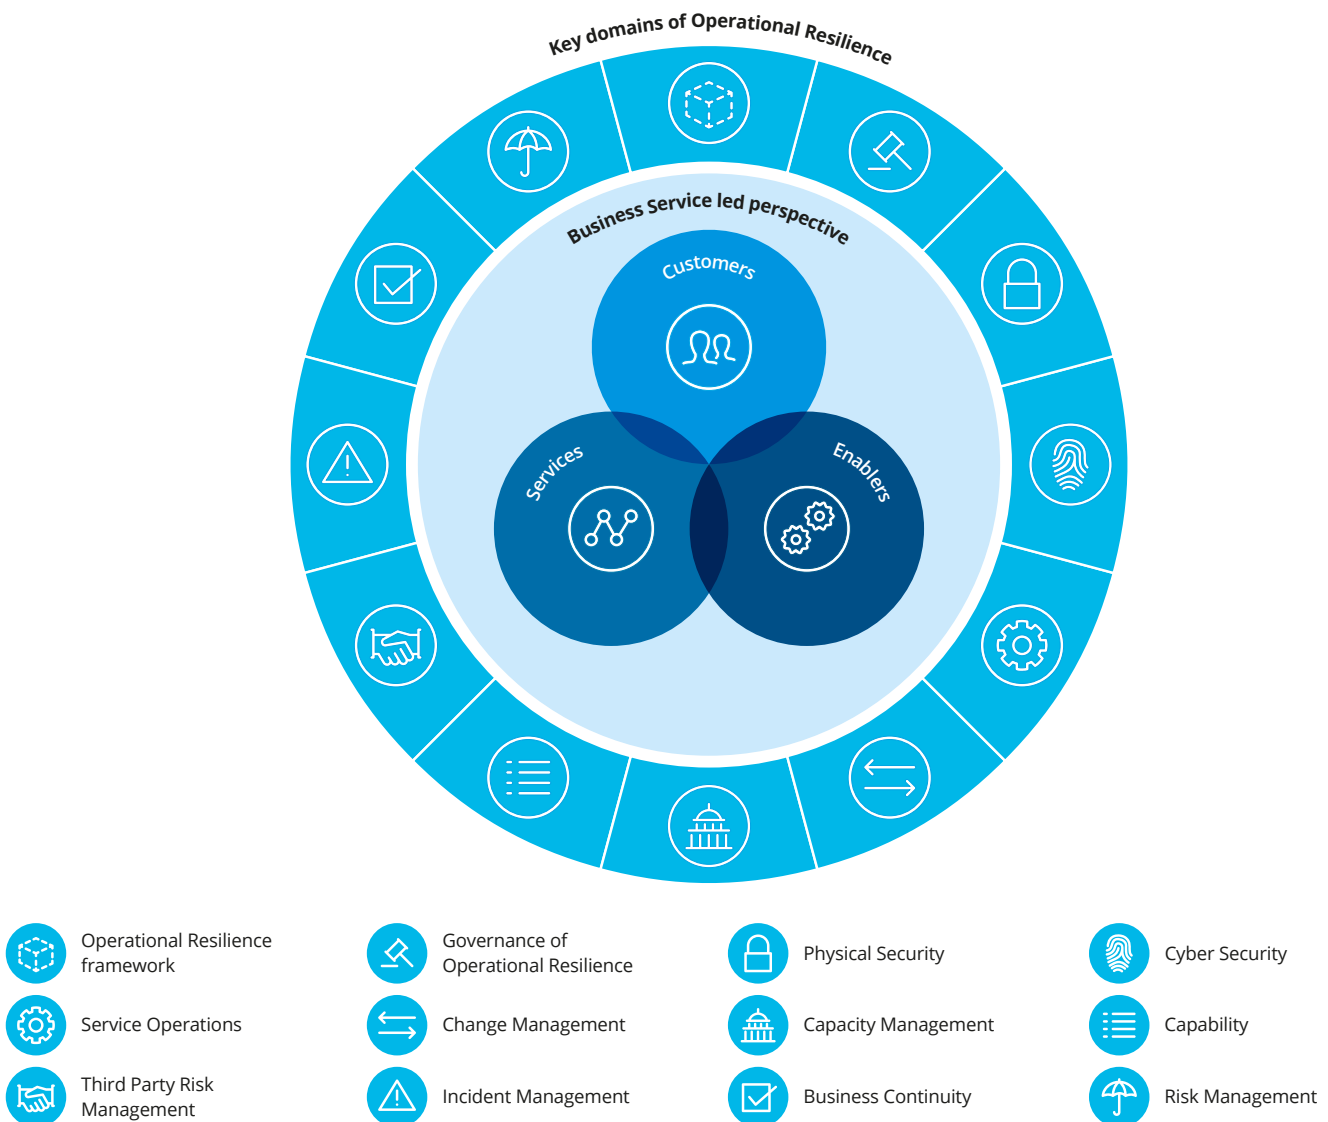 Key domains of Operational Resilience
Business Service led perspective
Customers
Services
Enablers
Operational Resilience
framework
Governance of
Operational Resilience
Physical Security
Cyber Security
Service Operations
Change Management
Capacity Management
Capability
Third Party Risk
Management
Incident Management
Business Continuity
Risk Management